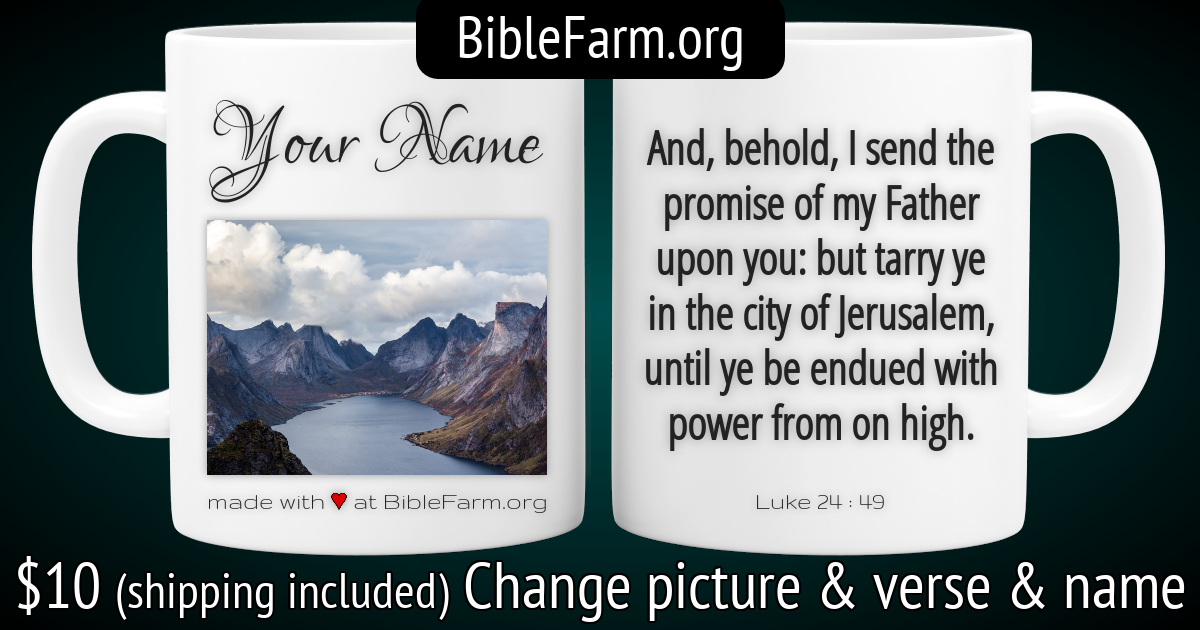 BibleFarm.org
Your Name
made with ♥ at BibleFarm.org
And, behold, I send the
promise of my Father
upon you: but tarry ye
in the city of Jerusalem,
until ye be endued with
power from on high.
Luke 24 : 49
$10 (shipping included) Change picture & verse & name